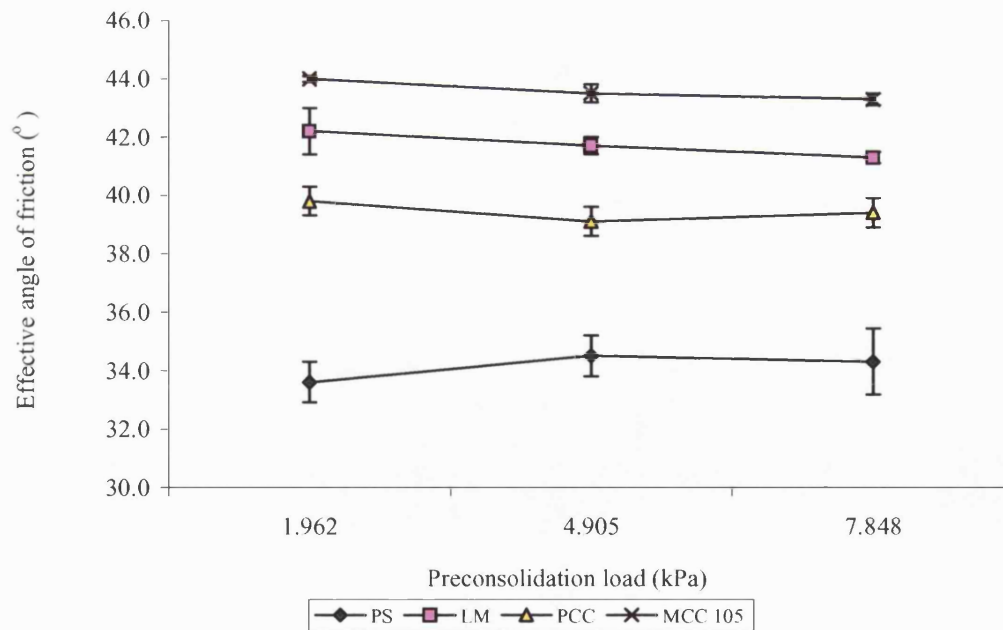 46.0
44.0
42.0
40.0
38.0
36.0
34.0
32.0
30.0
Effective angle of friction (°)
1.962 4.905 7.848
Preconsolidation load (kPa)
PS LM PCC MCC 105